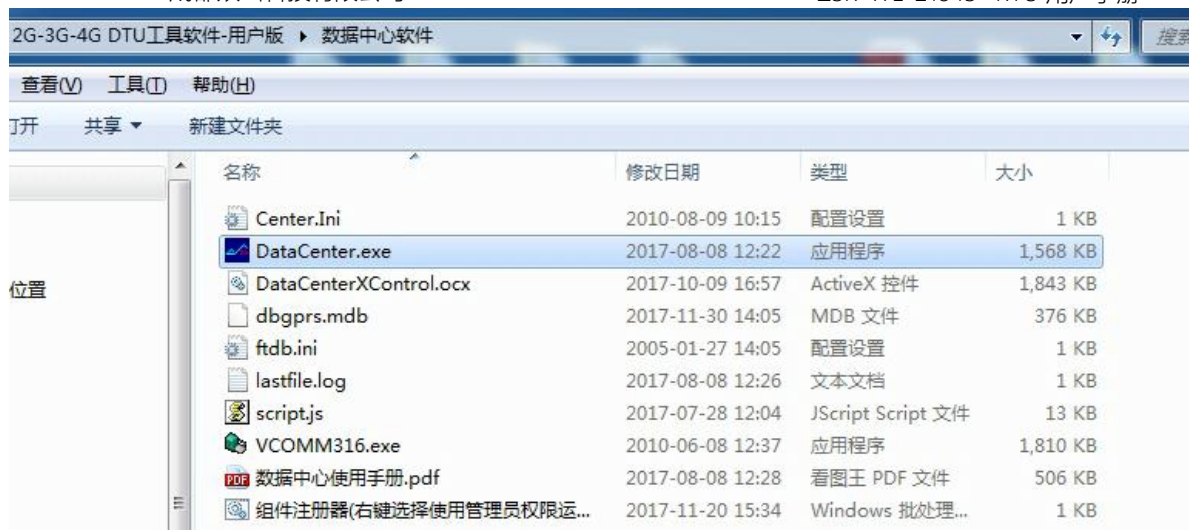 2G-3G-4G DTU工具软件-用户版 ▸ 数据中心软件
查看(V) 工具(T) 帮助(H)
共享 ▼ 新建文件夹
名称 修改日期 类型 大小
Center.Ini 2010-08-09 10:15 配置设置 1 KB
DataCenter.exe 2017-08-08 12:22 应用程序 1,568 KB
位置 DataCenterXControl.ocx 2017-10-09 16:57 ActiveX 控件 1,843 KB
dbgprs.mdb 2017-11-30 14:05 MDB 文件 376 KB
ftdb.ini 2005-01-27 14:05 配置设置 1 KB
lastfile.log 2017-08-08 12:26 文本文档 1 KB
script.js 2017-07-28 12:04 JScript Script 文件 13 KB
VCOMM316.exe 2010-06-08 12:37 应用程序 1,810 KB
数据中心使用手册.pdf 2017-08-08 12:28 看图王 PDF 文件 506 KB
组件注册器(右键选择使用管理员权限运... 2017-11-20 15:34 Windows 批处理... 1 KB